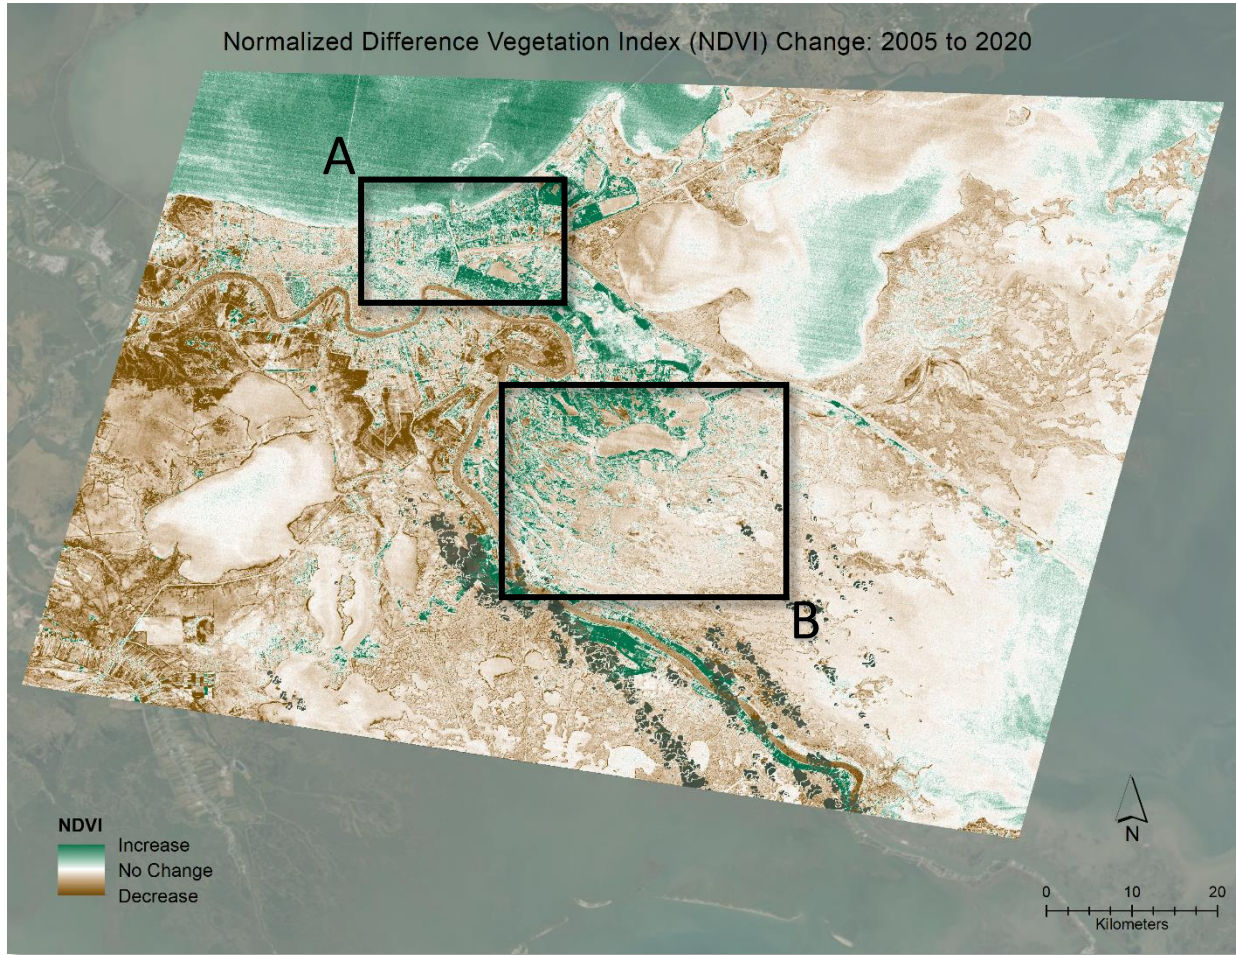 Normalized Difference Vegetation Index (NDVI) Change: 2005 to 2020
A
B
NDVI
Increase
No Change
Decrease
N
0 10 20
Kilometers